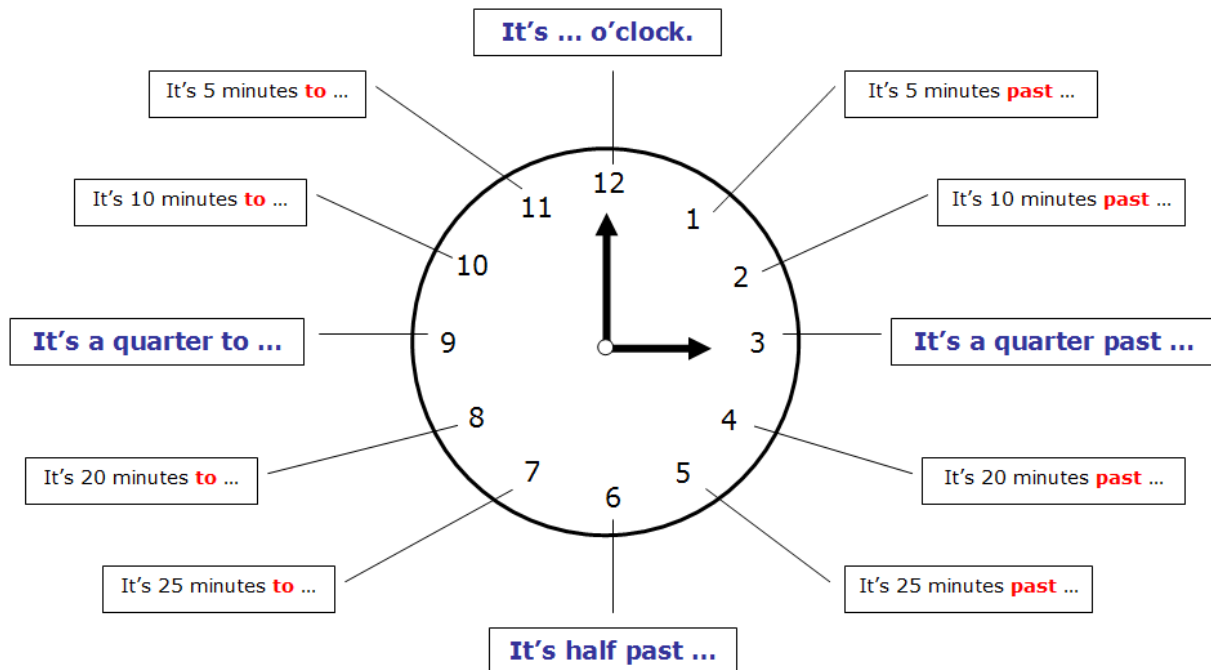 It's ... o'clock.
It's 5 minutes to ...
It's 5 minutes past ...
12
11
1
It's 10 minutes to ...
It's 10 minutes past ...
10
2
It's a quarter to ...
9
3
It's a quarter past ...
8
4
It's 20 minutes to ...
It's 20 minutes past ...
7
5
6
It's 25 minutes to ...
It's 25 minutes past ...
It's half past ...